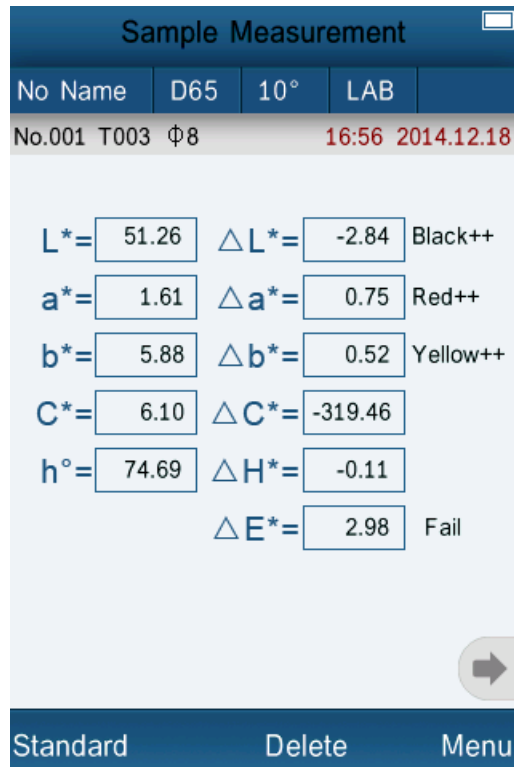 Sample Measurement
No Name D65 10° LAB
No.001 T003 Φ8 16:56 2014.12.18
L*= 51.26 △L*= -2.84 Black++
a*= 1.61 △a*= 0.75 Red++
b*= 5.88 △b*= 0.52 Yellow++
C*= 6.10 △C*= -319.46
h°= 74.69 △H*= -0.11
△E*= 2.98 Fail
Standard Delete Menu